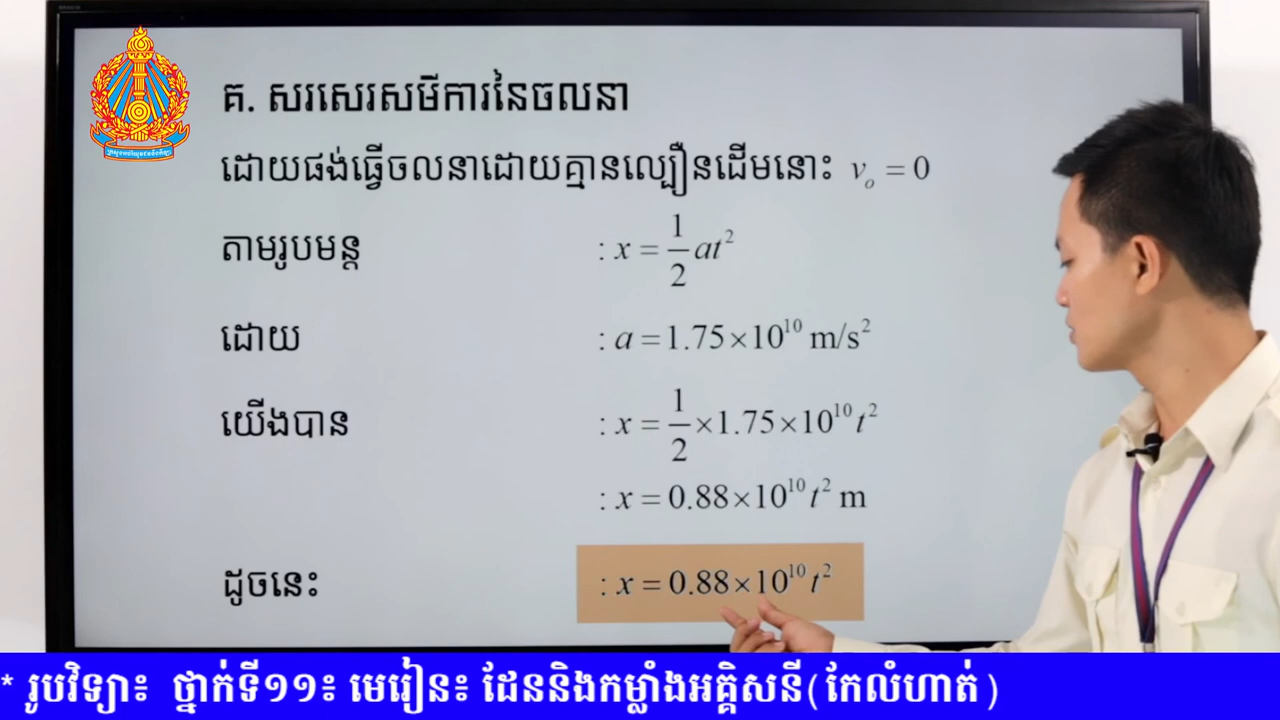 គ. សរសេរសមីការនៃចលនា
ដោយផង់ធ្វើចលនាដោយគ្មានល្បឿនដើមនោះ v₀ = 0
តាមរូបមន្ត : x = 1/2 at²
ដោយ : a = 1.75×10¹⁰ m/s²
យើងបាន : x = 1/2 ×1.75×10¹⁰ t²
: x = 0.88×10¹⁰ t² m
ដូចនេះ : x = 0.88×10¹⁰ t²
* រូបវិទ្យា៖ ថ្នាក់ទី១១៖ មេរៀន៖ ដែននិងកម្លាំងអគ្គិសនី(កែលំហាត់)